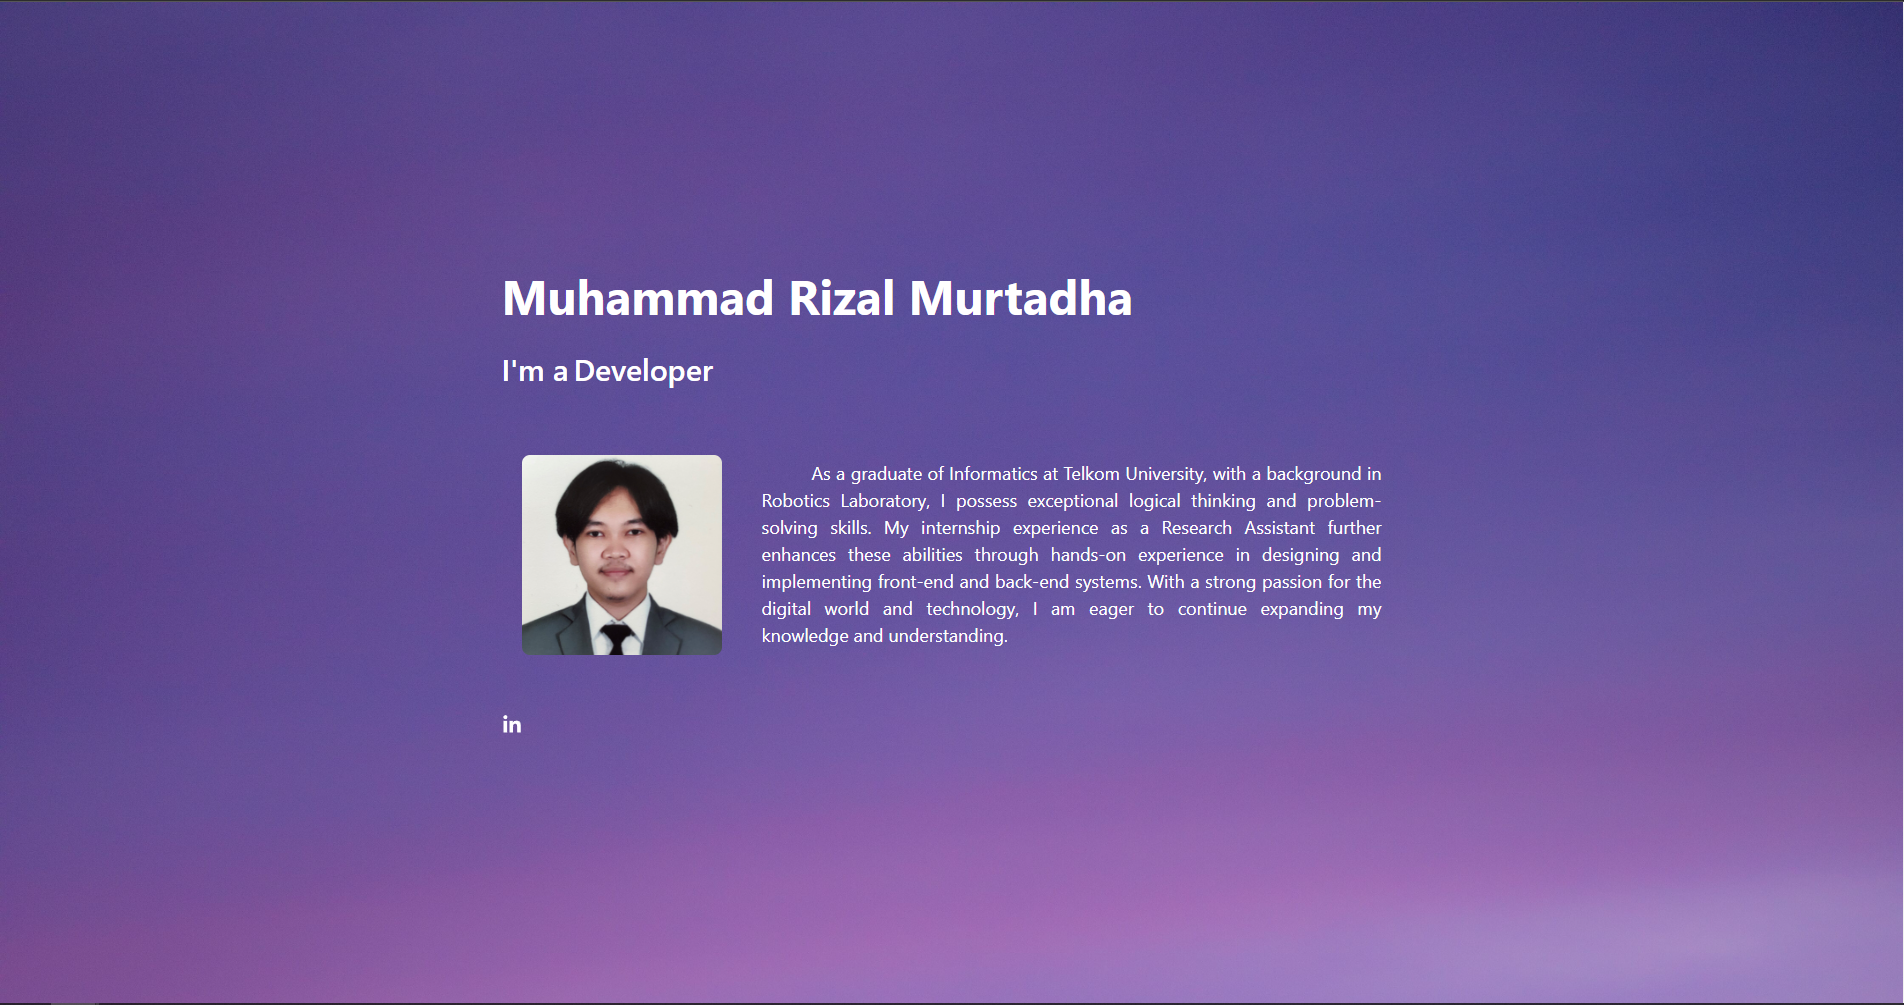 Muhammad Rizal Murtadha
I'm a Developer
As a graduate of Informatics at Telkom University, with a background in
Robotics Laboratory, I possess exceptional logical thinking and problem-
solving skills. My internship experience as a Research Assistant further
enhances these abilities through hands-on experience in designing and
implementing front-end and back-end systems. With a strong passion for the
digital world and technology, I am eager to continue expanding my
knowledge and understanding.
in